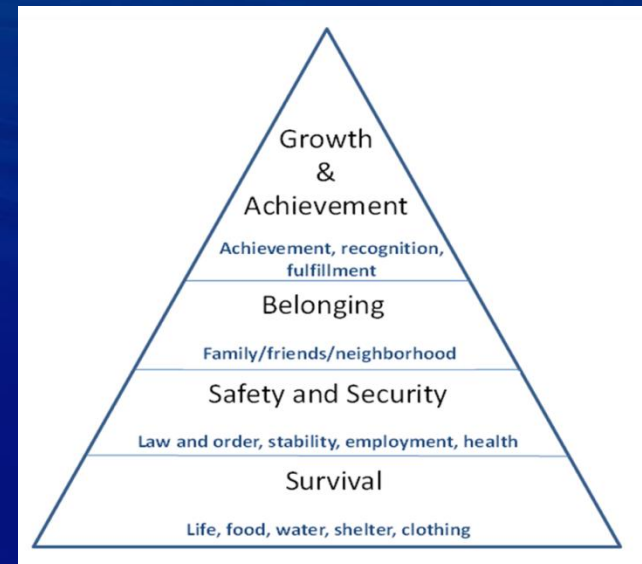 Growth
&
Achievement
Achievement, recognition,
fulfillment
Belonging
Family/friends/neighborhood
Safety and Security
Law and order, stability, employment, health
Survival
Life, food, water, shelter, clothing